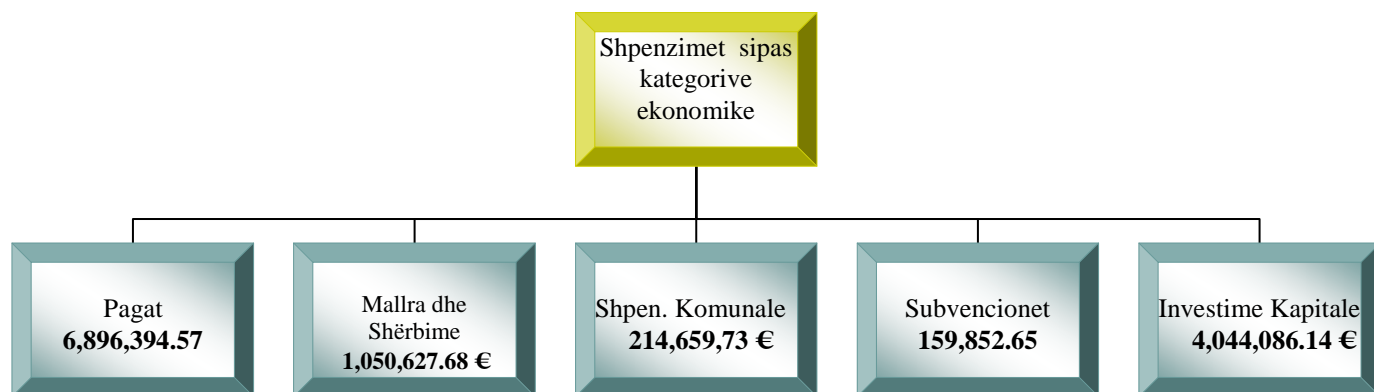 Shpenzimet sipas
kategorive
ekonomike
Pagat
6,896,394.57
Mallra dhe
Shërbime
1,050,627.68 €
Shpen. Komunale
214,659,73 €
Subvencionet
159,852.65
Investime Kapitale
4,044,086.14 €